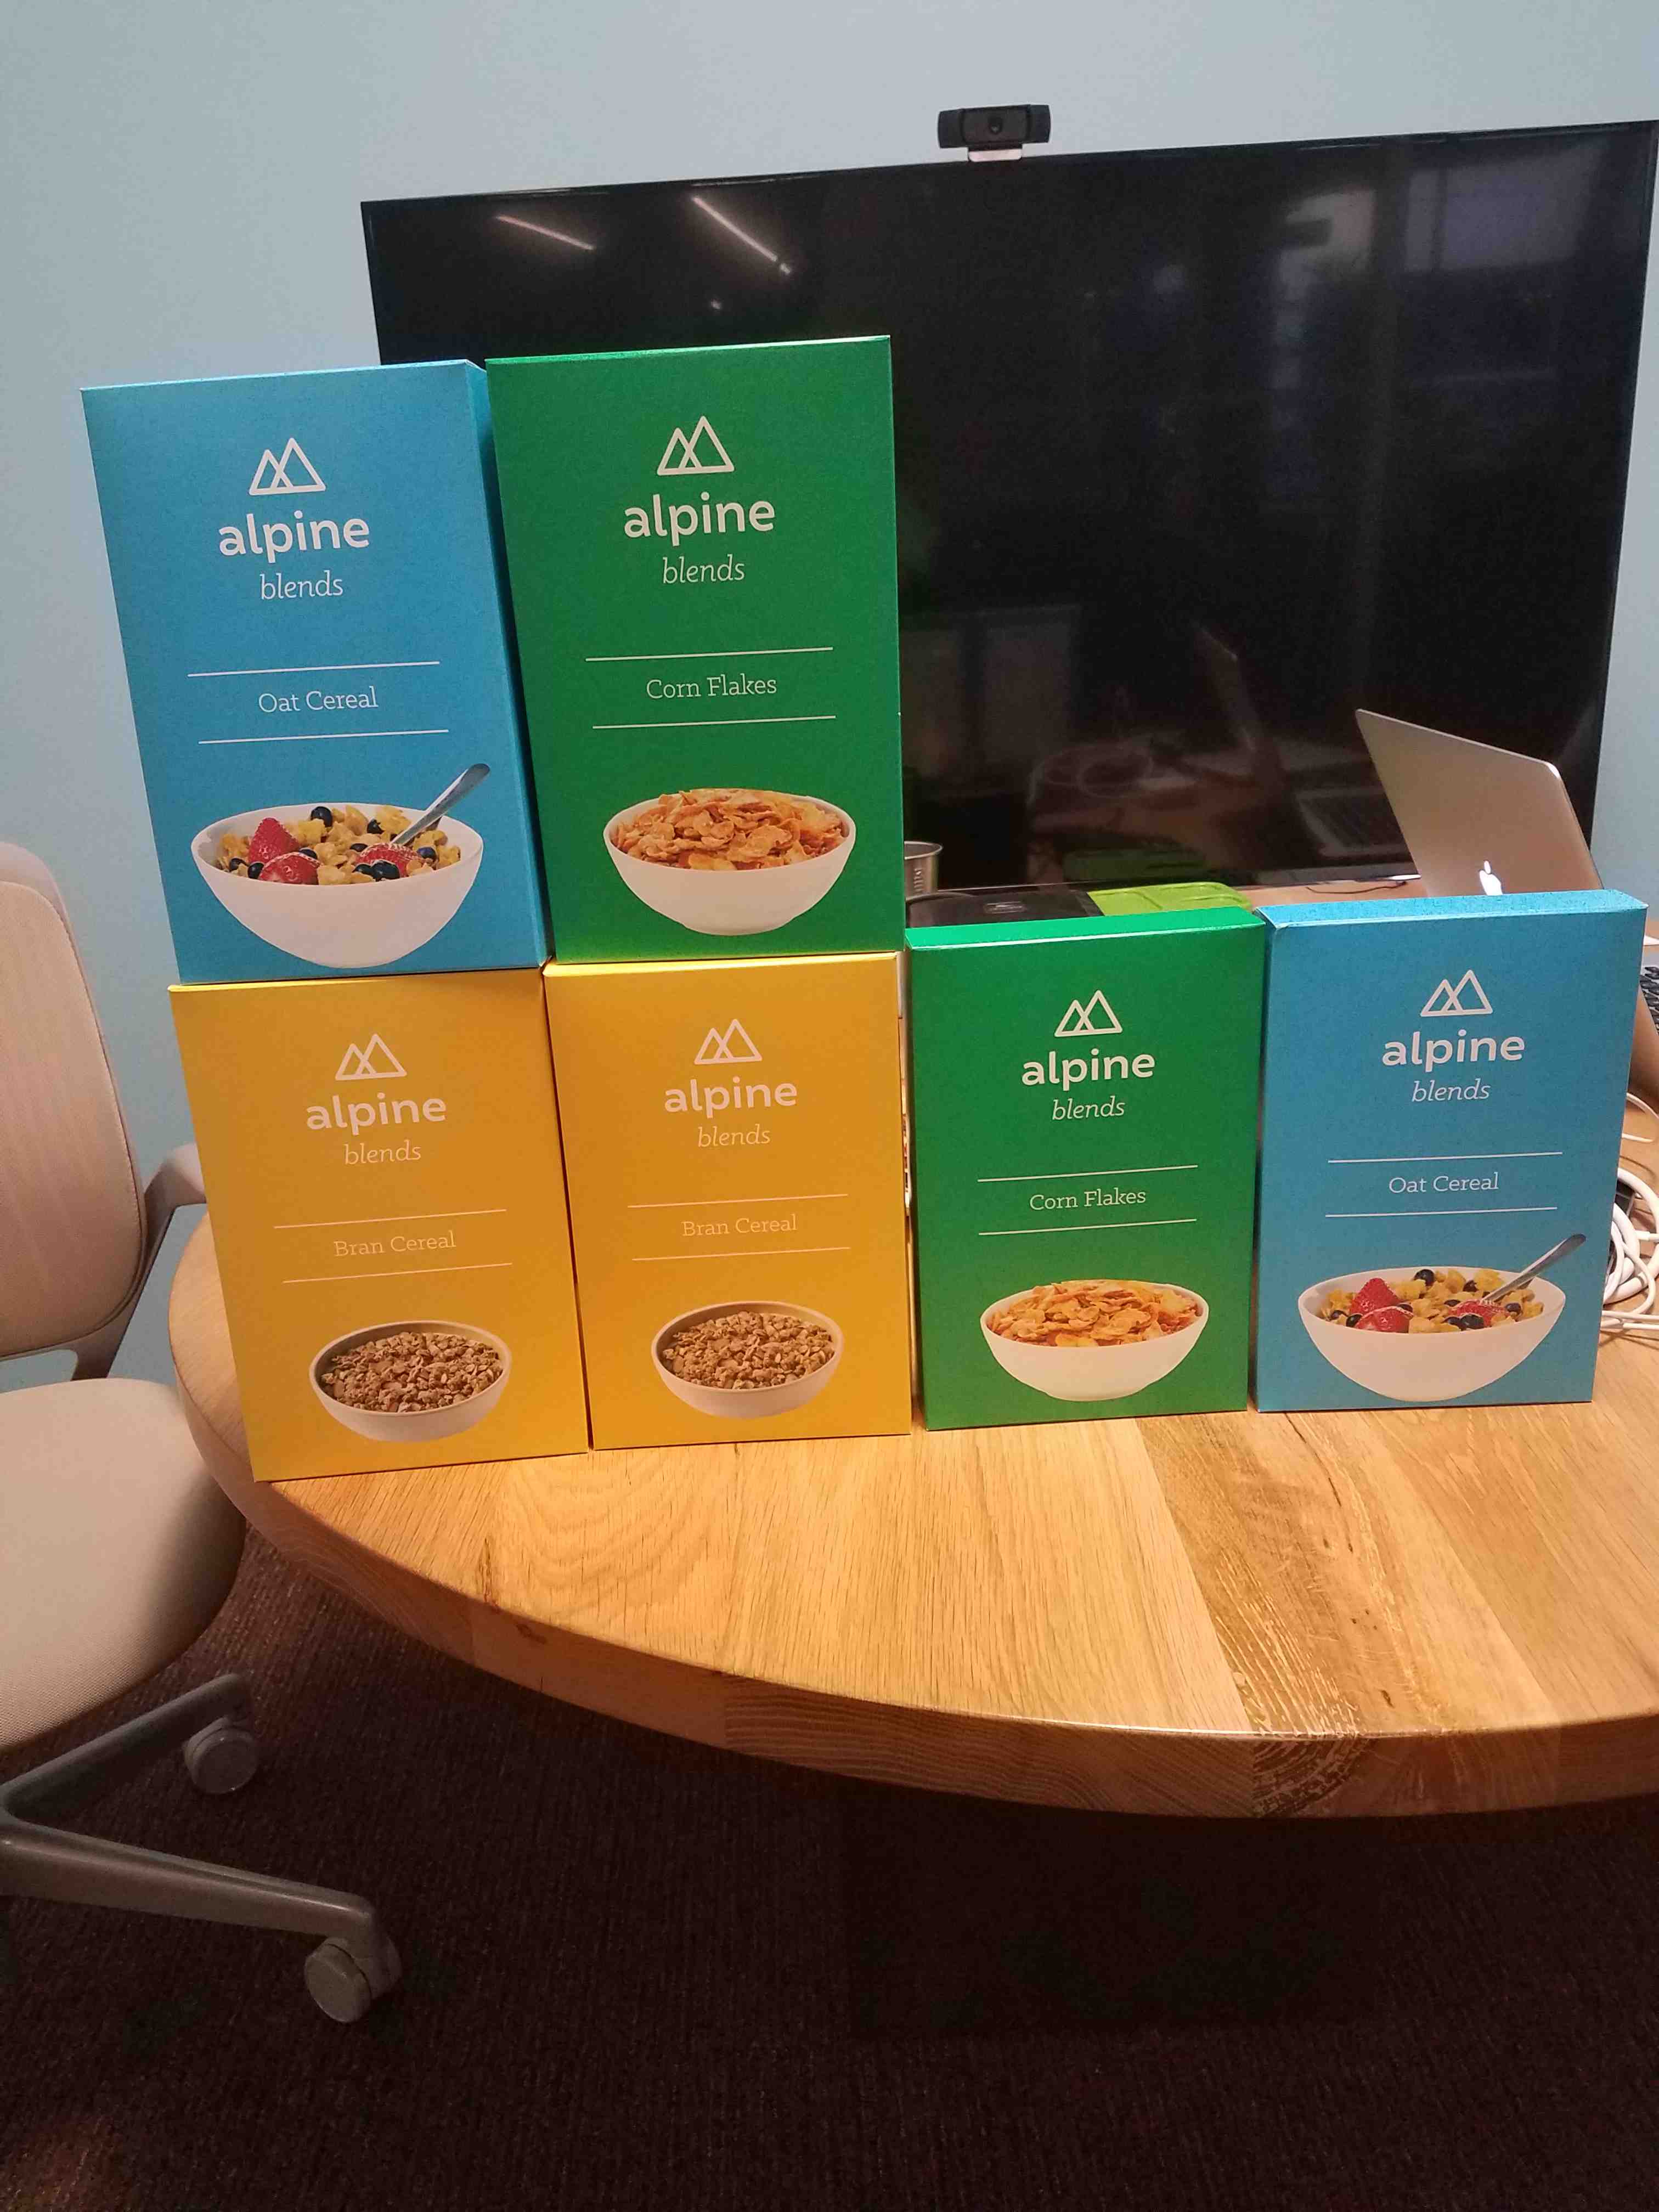 alpine
blends
Oat Cereal
alpine
blends
Corn Flakes
alpine
blends
Bran Cereal
alpine
blends
Bran Cereal
alpine
blends
Corn Flakes
alpine
blends
Oat Cereal